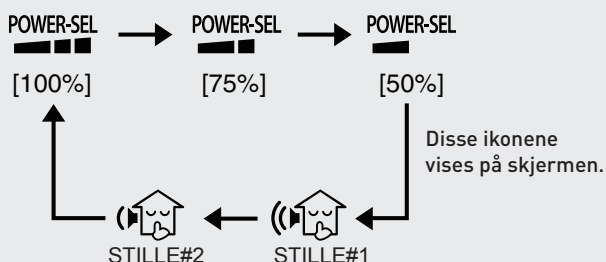 POWER-SEL POWER-SEL POWER-SEL
[100%] [75%] [50%]
Disse ikonene
vises på skjermen.
STILLE#2 STILLE#1